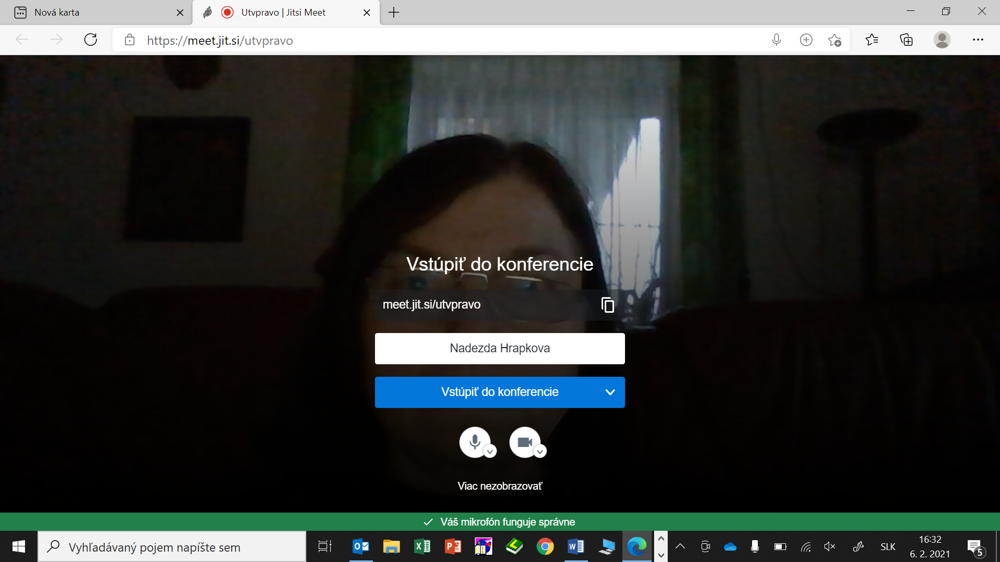 Nová karta
Utvpravo | Jitsi Meet
https://meet.jit.si/utvpravo
Vstúpiť do konferencie
meet.jit.si/utvpravo
Nadezda Hrapkova
Vstúpiť do konferencie
Viac nezobrazovať
Váš mikrofón funguje správne
Vyhľadávaný pojem napíšte sem
SLK
16:32
6. 2. 2021
5